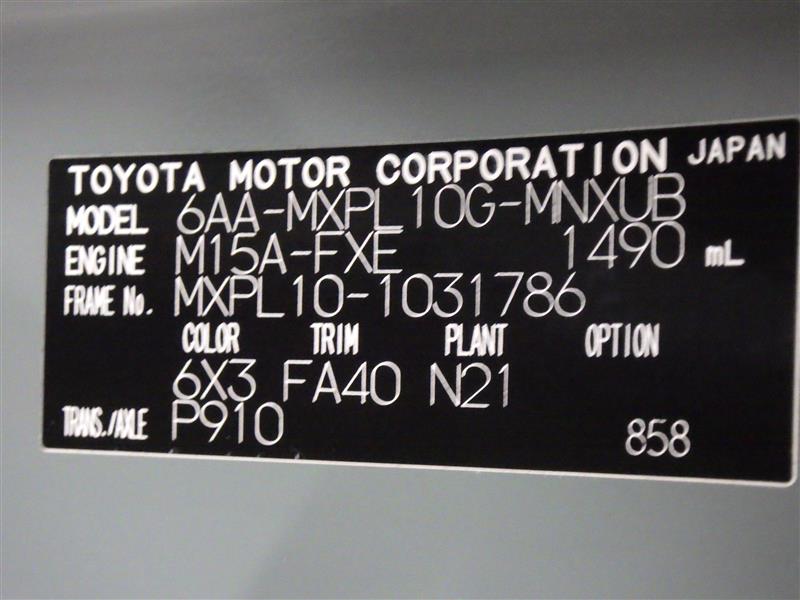 TOYOTA MOTOR CORPORATION JAPAN
MODEL 6AA-MXPL10G-MNXUB
ENGINE M15A-FXE 1490 mL
FRAME No. MXPL10-1031786
COLOR TRIM PLANT OPTION
6X3 FA40 N21
TRANS./AXLE P910 858